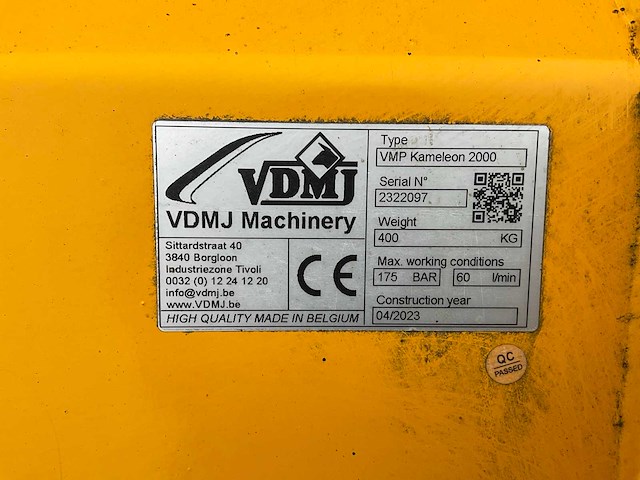 VDMJ
VDMJ Machinery
Sittardstraat 40
3840 Borgloon
Industriezone Tivoli
0032 (0) 12 24 12 20
info@vdmj.be
www.VDMJ.be
CE
HIGH QUALITY MADE IN BELGIUM
Type
VMP Kameleon 2000
Serial N°
2322097
Weight
400 KG
Max. working conditions
175 BAR 60 l/min
Construction year
04/2023
QC
PASSED